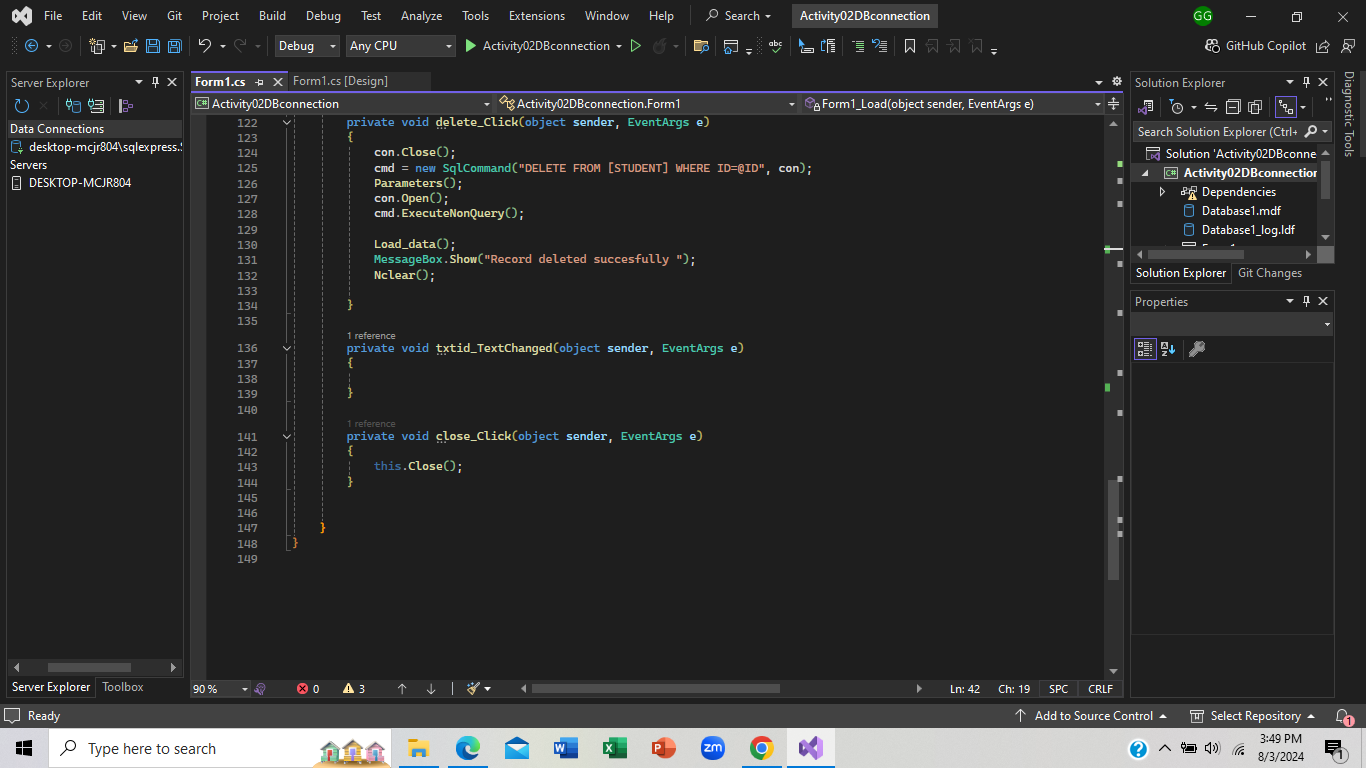 File Edit View Git Project Build Debug Test Analyze Tools Extensions Window Help Search Activity02DBconnection GG
Debug Any CPU Activity02DBconnection GitHub Copilot
Server Explorer
Data Connections
desktop-mcjr804\sqlexpress.
Servers
DESKTOP-MCJR804
Server Explorer Toolbox
Form1.cs Form1.cs [Design]
Activity02DBconnection Activity02DBconnection.Form1 Form1_Load(object sender, EventArgs e)
122 private void delete_Click(object sender, EventArgs e)
123 {
124 con.Close();
125 cmd = new SqlCommand("DELETE FROM [STUDENT] WHERE ID=@ID", con);
126 Parameters();
127 con.Open();
128 cmd.ExecuteNonQuery();
129
130 Load_data();
131 MessageBox.Show("Record deleted succesfully ");
132 Nclear();
133
134 }
135
1 reference
136 private void txtid_TextChanged(object sender, EventArgs e)
137 {
138
139 }
140
1 reference
141 private void close_Click(object sender, EventArgs e)
142 {
143 this.Close();
144 }
145
146
147 }
148 }
149
90 % 0 3 Ln: 42 Ch: 19 SPC CRLF
Solution Explorer
Search Solution Explorer (Ctrl+
Solution 'Activity02DBconne
Activity02DBconnection
Dependencies
Database1.mdf
Database1_log.ldf
Solution Explorer Git Changes
Properties
Diagnostic Tools
Ready Add to Source Control Select Repository 1
Type here to search
zm
3:49 PM
8/3/2024
1